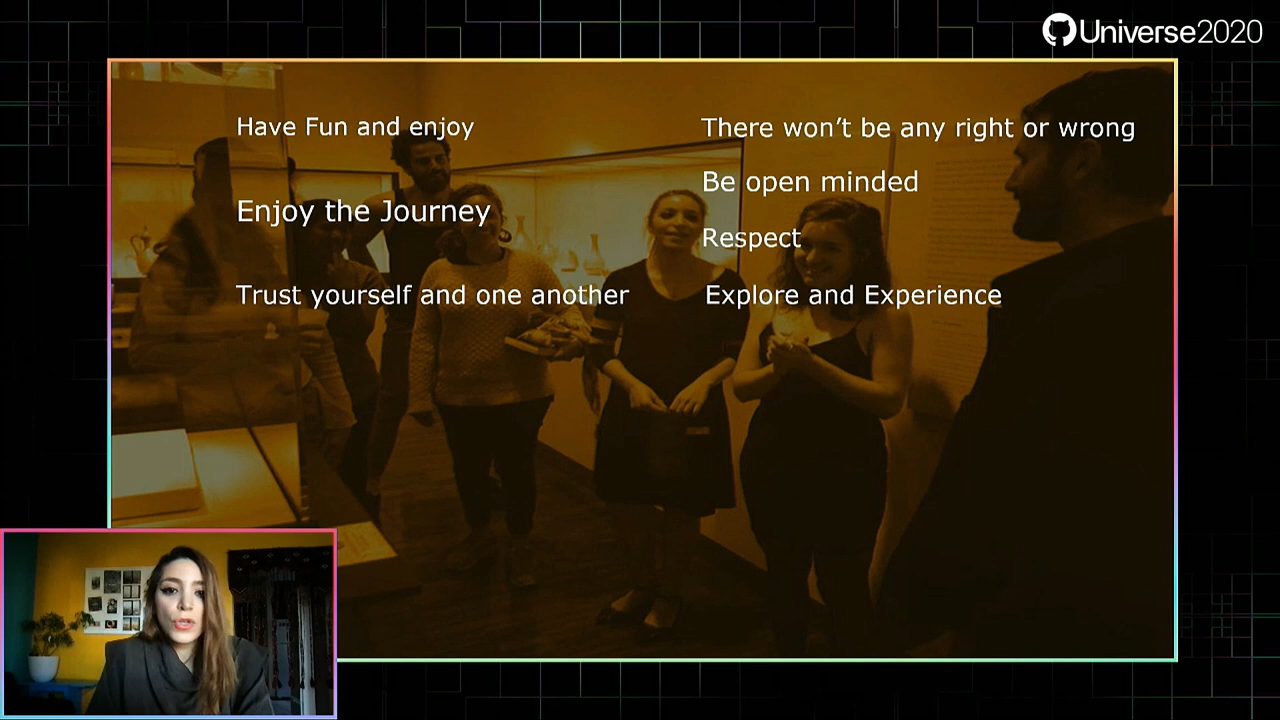 Universe2020
Have Fun and enjoy
Enjoy the Journey
Trust yourself and one another
There won't be any right or wrong
Be open minded
Respect
Explore and Experience